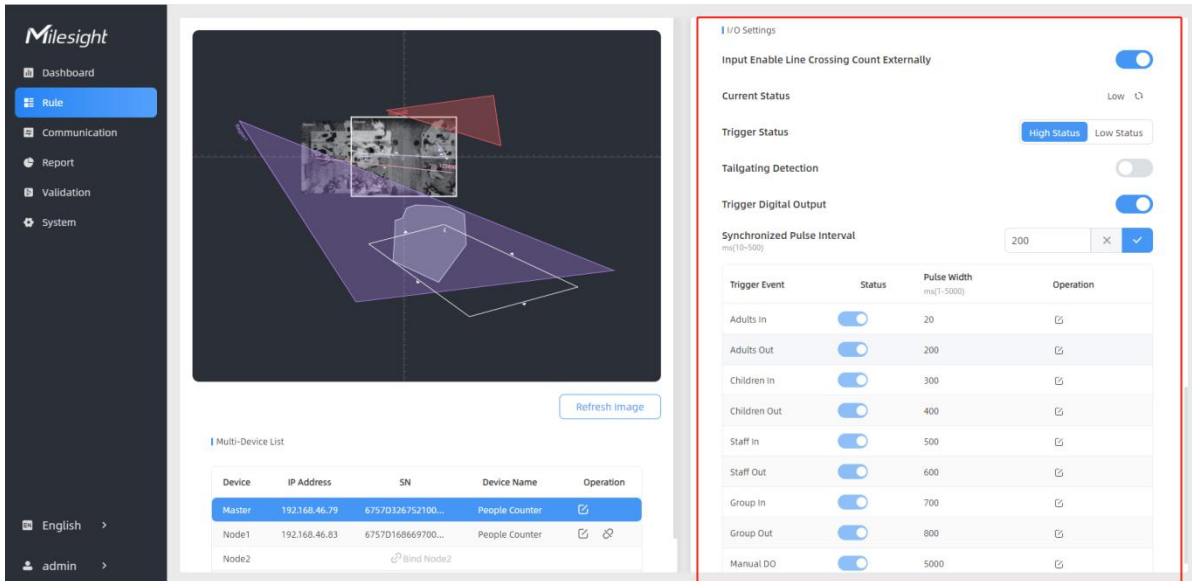 Milesight
Dashboard
Rule
Communication
Report
Validation
System
EN English >
admin >
Refresh Image
Multi-Device List
Device IP Address SN Device Name Operation
Master 192.168.46.79 6757D326752100... People Counter
Node1 192.168.46.83 6757D168669700... People Counter
Node2 Bind Node2
I/O Settings
Input Enable Line Crossing Count Externally
Current Status Low
Trigger Status High Status Low Status
Tailgating Detection
Trigger Digital Output
Synchronized Pulse Interval 200
ms(10~500)
Trigger Event Status Pulse Width Operation
ms(1~5000)
Adults In 20
Adults Out 200
Children In 300
Children Out 400
Staff In 500
Staff Out 600
Group In 700
Group Out 800
Manual DO 5000